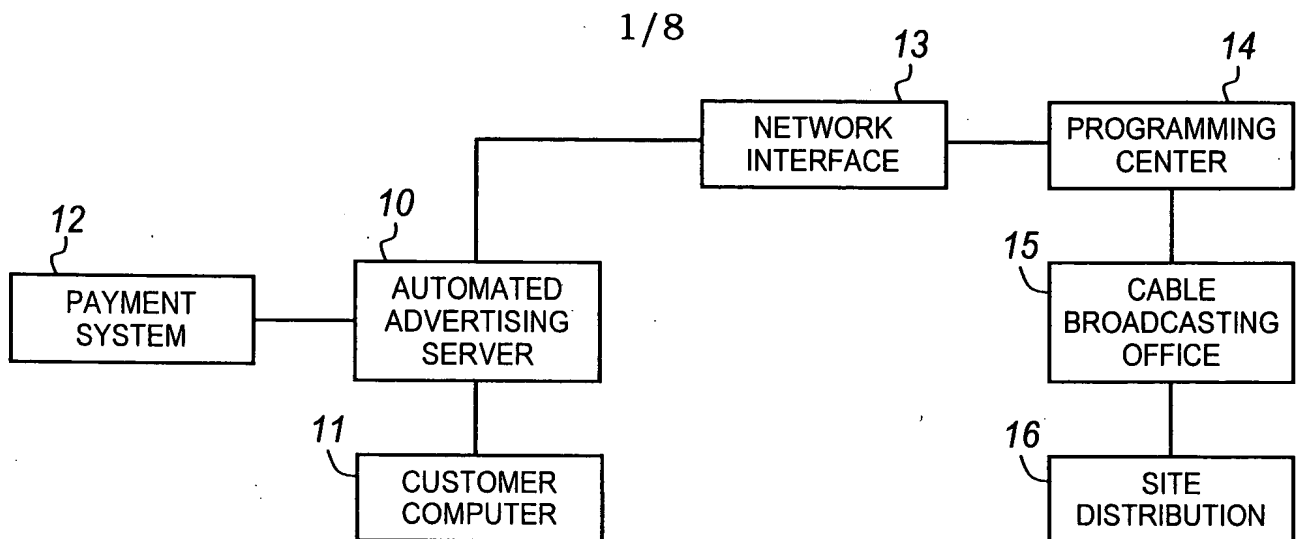 1/8
13
NETWORK
INTERFACE
14
PROGRAMMING
CENTER
12
PAYMENT
SYSTEM
10
AUTOMATED
ADVERTISING
SERVER
15
CABLE
BROADCASTING
OFFICE
11
CUSTOMER
COMPUTER
16
SITE
DISTRIBUTION